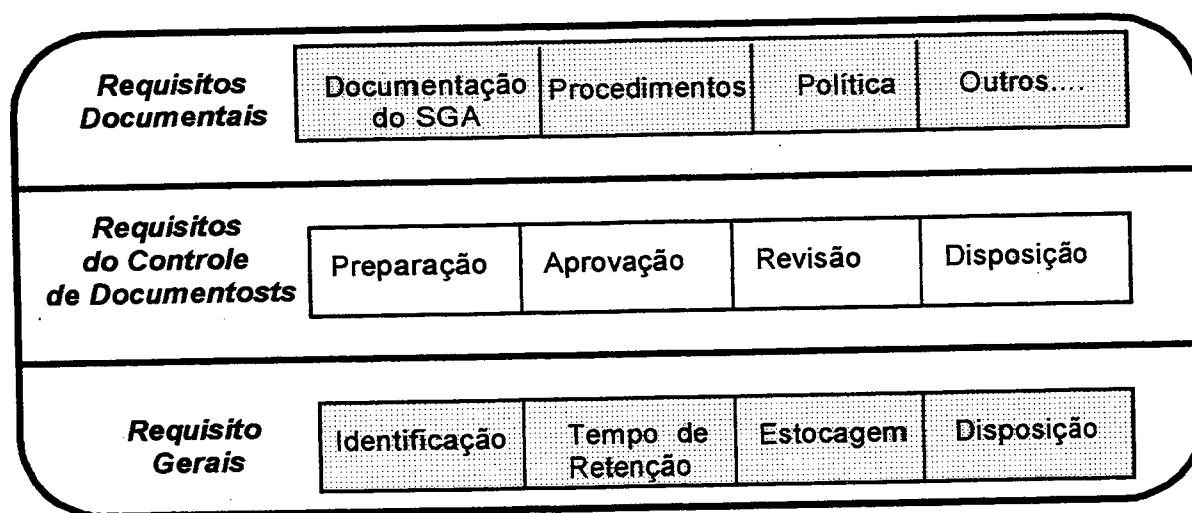 Requisitos
Documentais
Documentação
do SGA
Procedimentos
Política
Outros....
Requisitos
do Controle
de Documentosts
Preparação
Aprovação
Revisão
Disposição
Requisito
Gerais
Identificação
Tempo de
Retenção
Estocagem
Disposição